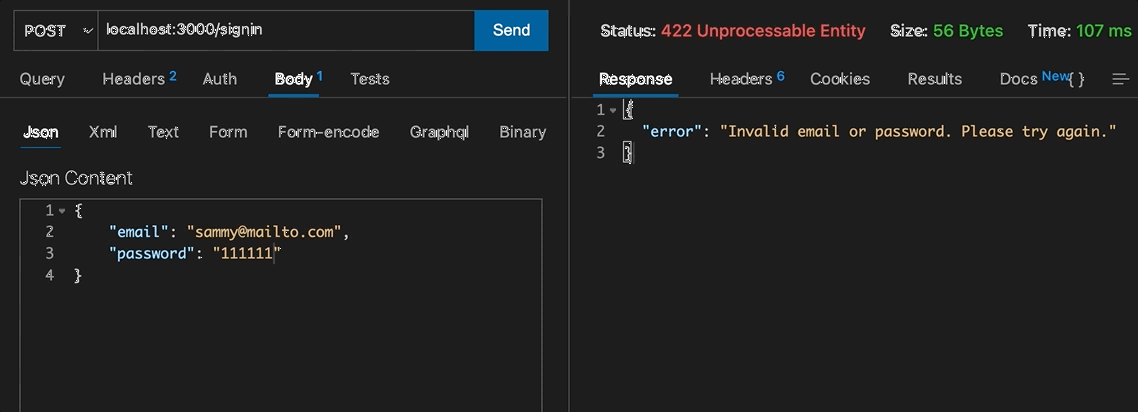 POST localhost:3000/signin Send
Query Headers 2 Auth Body 1 Tests
Json Xml Text Form Form-encode Graphql Binary
Json Content
1 {
2 "email": "sammy@mailto.com",
3 "password": "111111"
4 }
Status: 422 Unprocessable Entity Size: 56 Bytes Time: 107 ms
Response Headers 6 Cookies Results Docs New { }
1 {
2 "error": "Invalid email or password. Please try again."
3 }